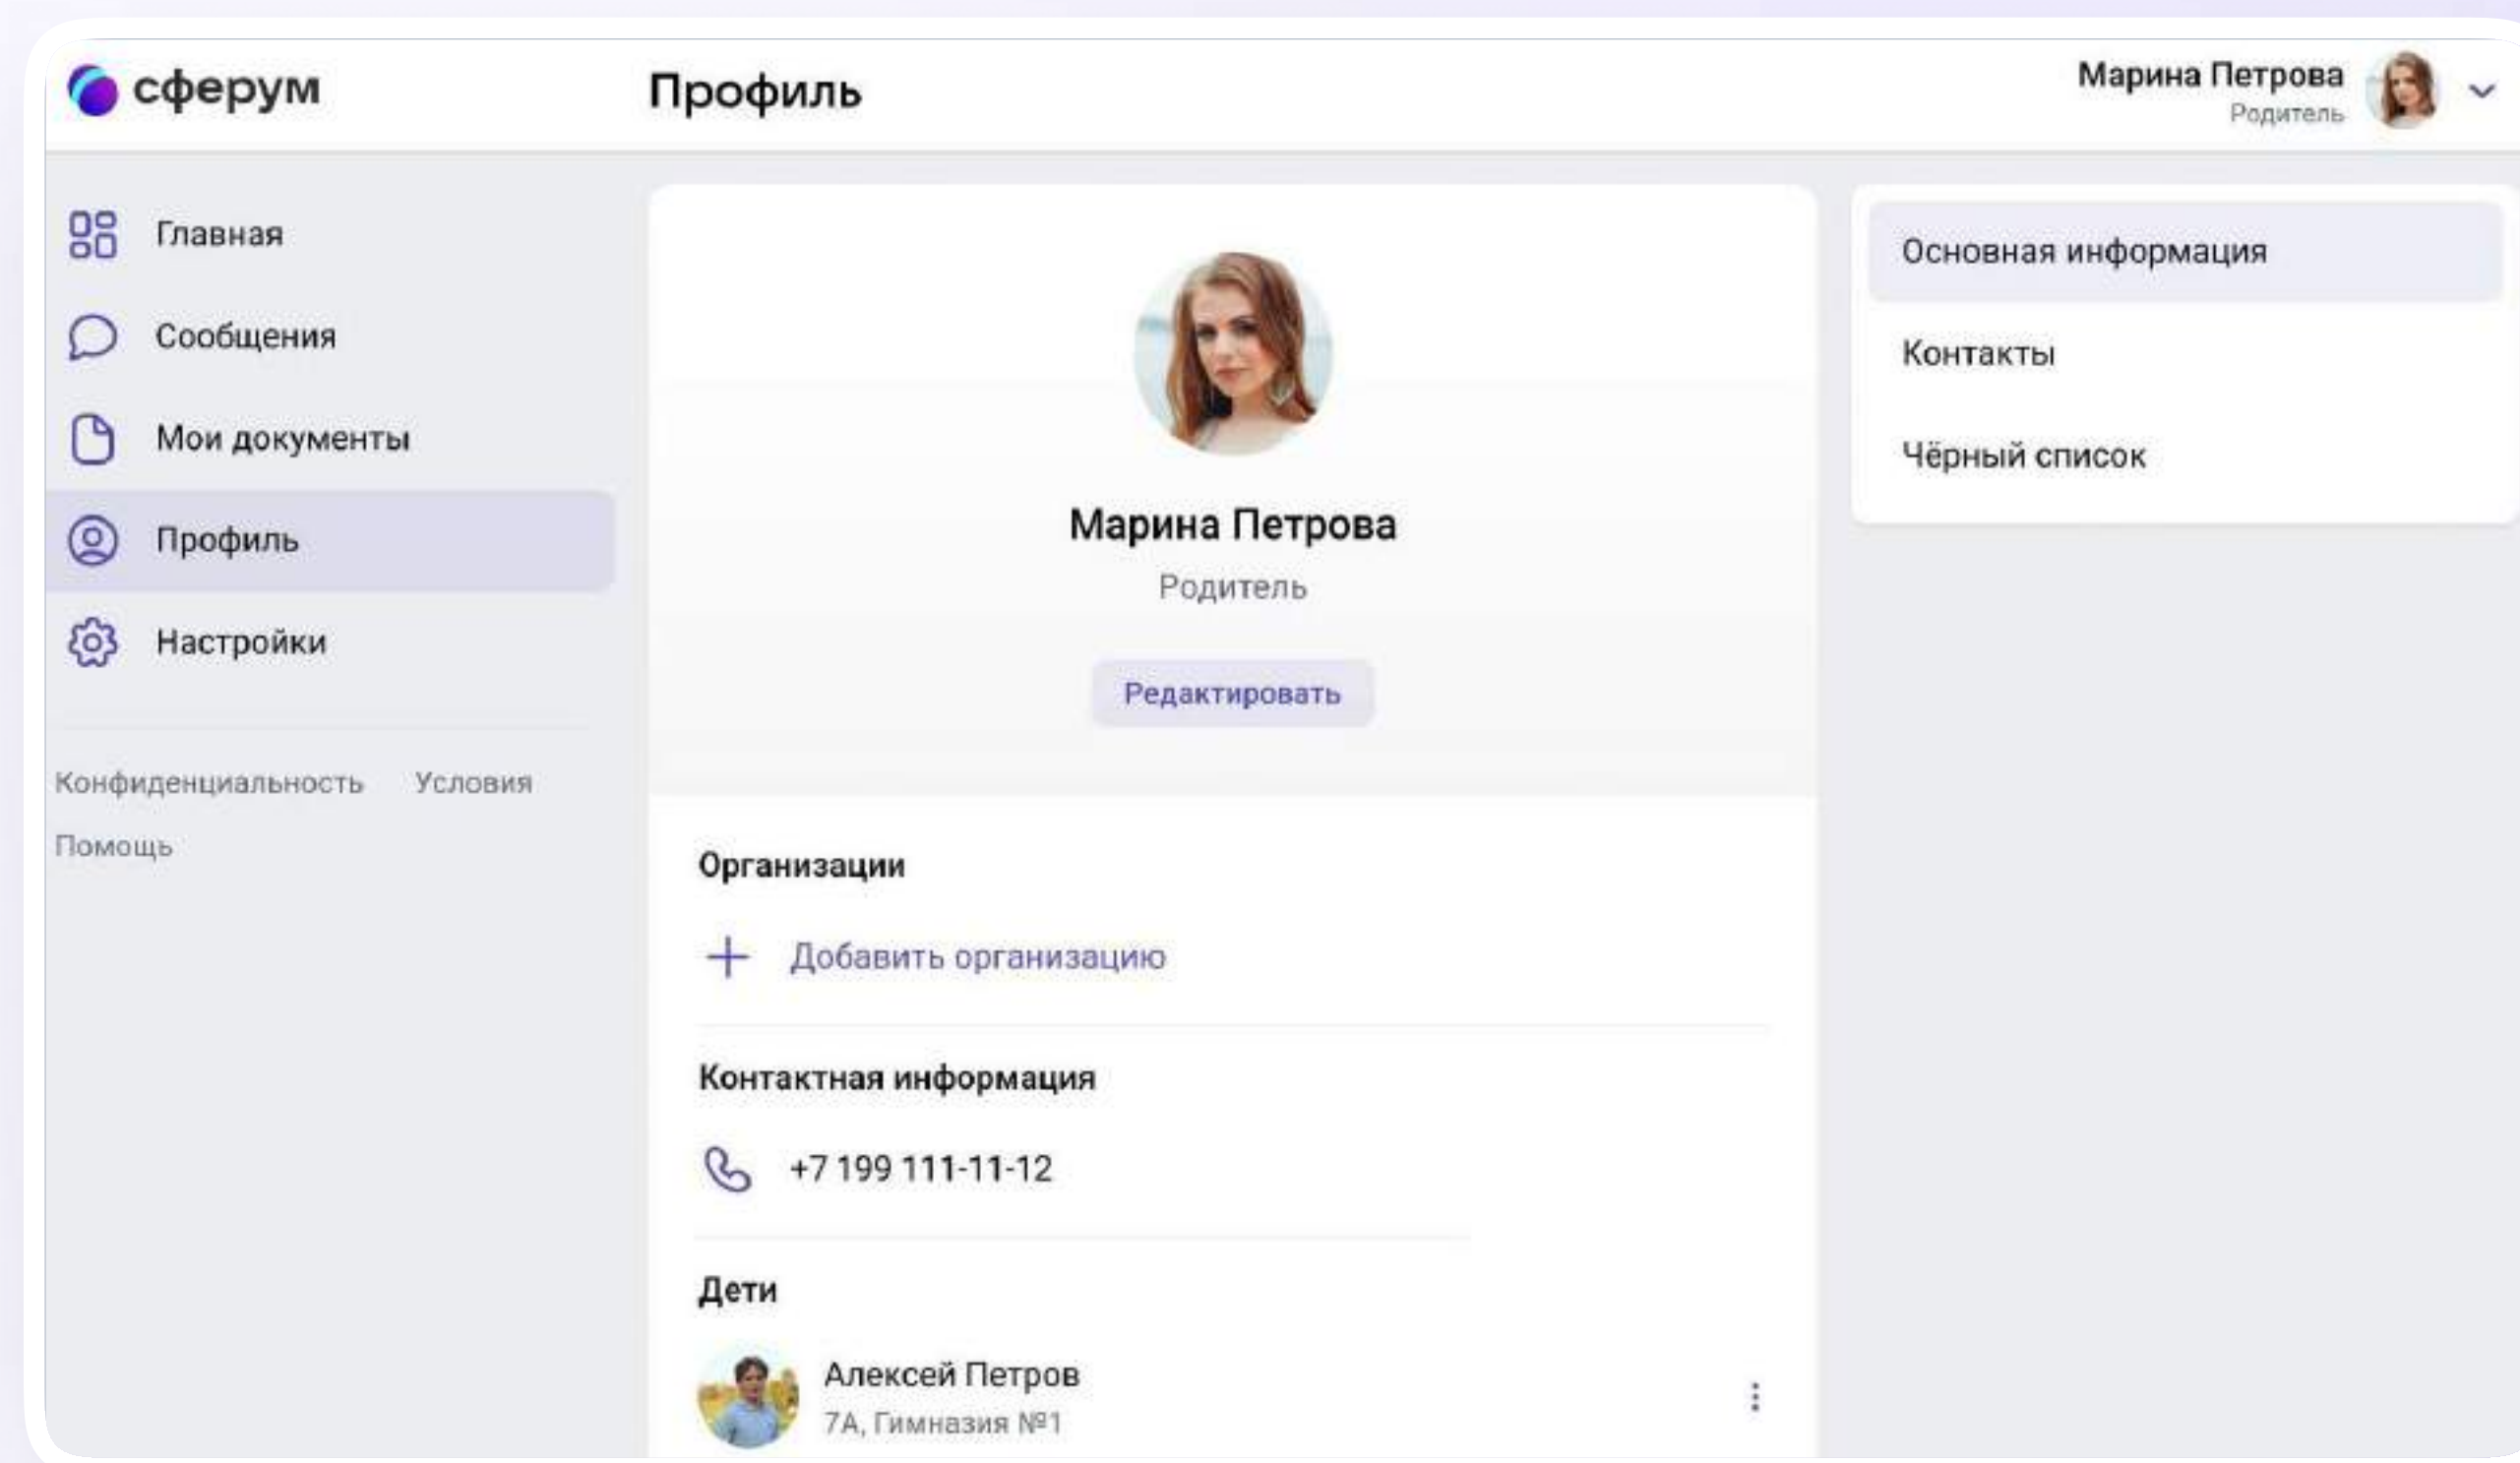 сферум
Профиль
Марина Петрова
Родитель
Главная
Сообщения
Мои документы
Профиль
Настройки
Конфиденциальность Условия
Помощь
Марина Петрова
Родитель
Редактировать
Организации
Добавить организацию
Контактная информация
+7 199 111-11-12
Дети
Алексей Петров
7А, Гимназия №1
Основная информация
Контакты
Чёрный список